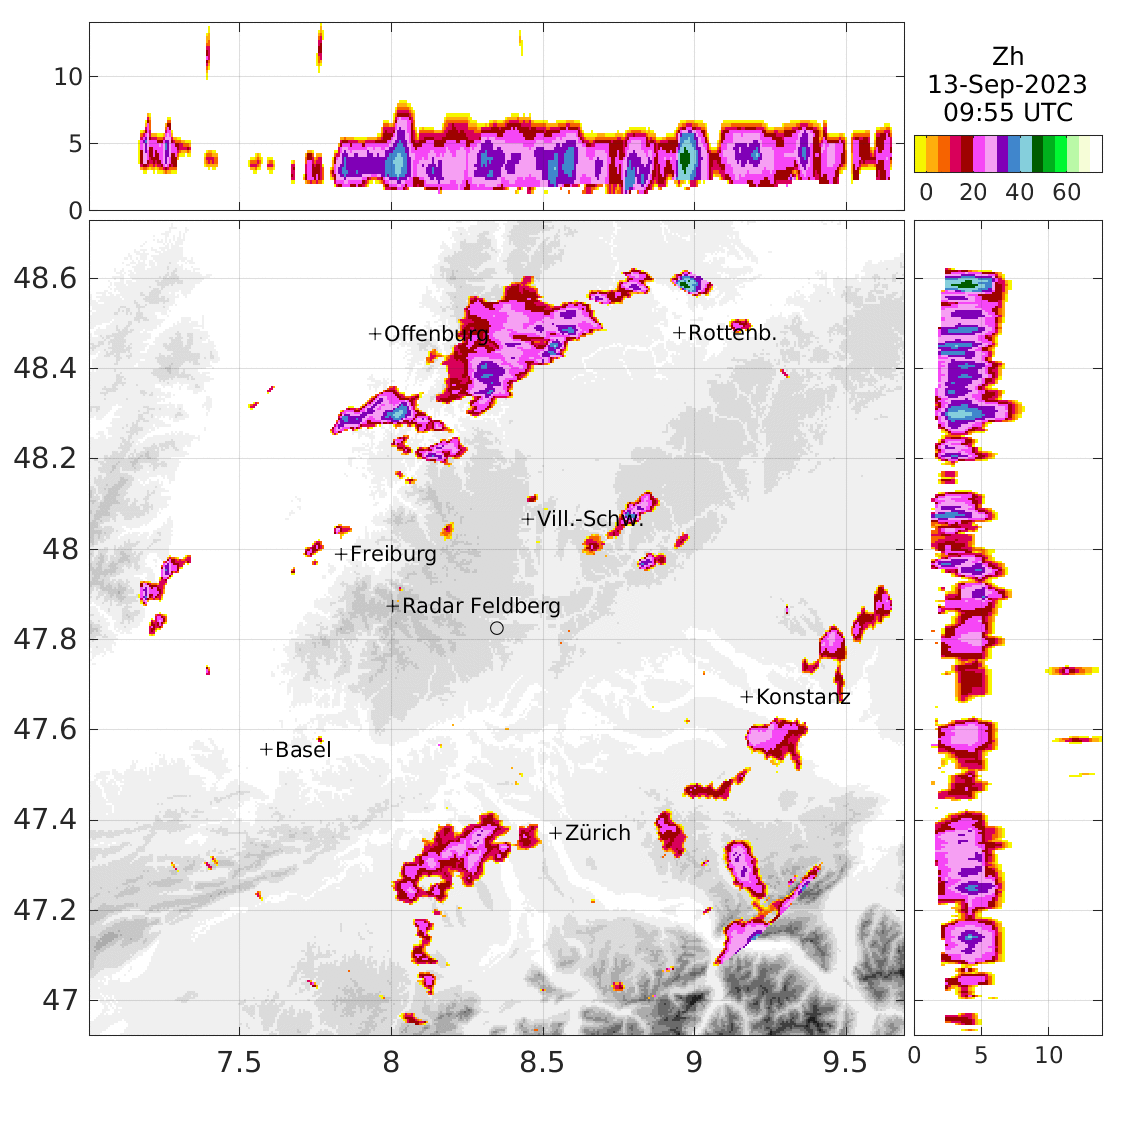 10
5
0
Zh
13-Sep-2023
09:55 UTC
0 20 40 60
48.6
48.4
48.2
48
47.8
47.6
47.4
47.2
47
+Offenburg
+Rottenb.
+Vill.-Schw.
+Freiburg
+Radar Feldberg
+Konstanz
+Basel
+Zürich
7.5 8 8.5 9 9.5
0 5 10